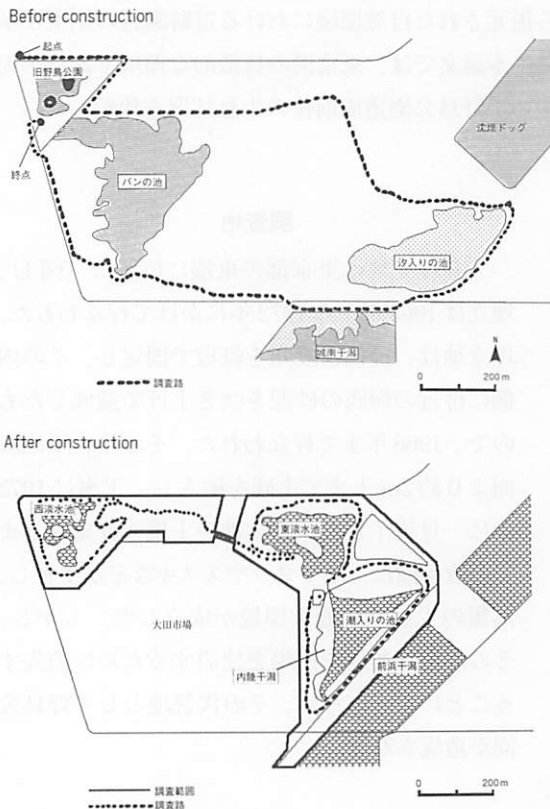 Before construction
起点
旧野鳥公園
沈埋ドッグ
終点
バンの池
汐入りの池
城南干潟
N
調査路
0 200 m
After construction
西淡水池
東淡水池
大田市場
潮入りの池
前浜干潟
内陸干潟
N
調査範囲
調査路
0 200 m